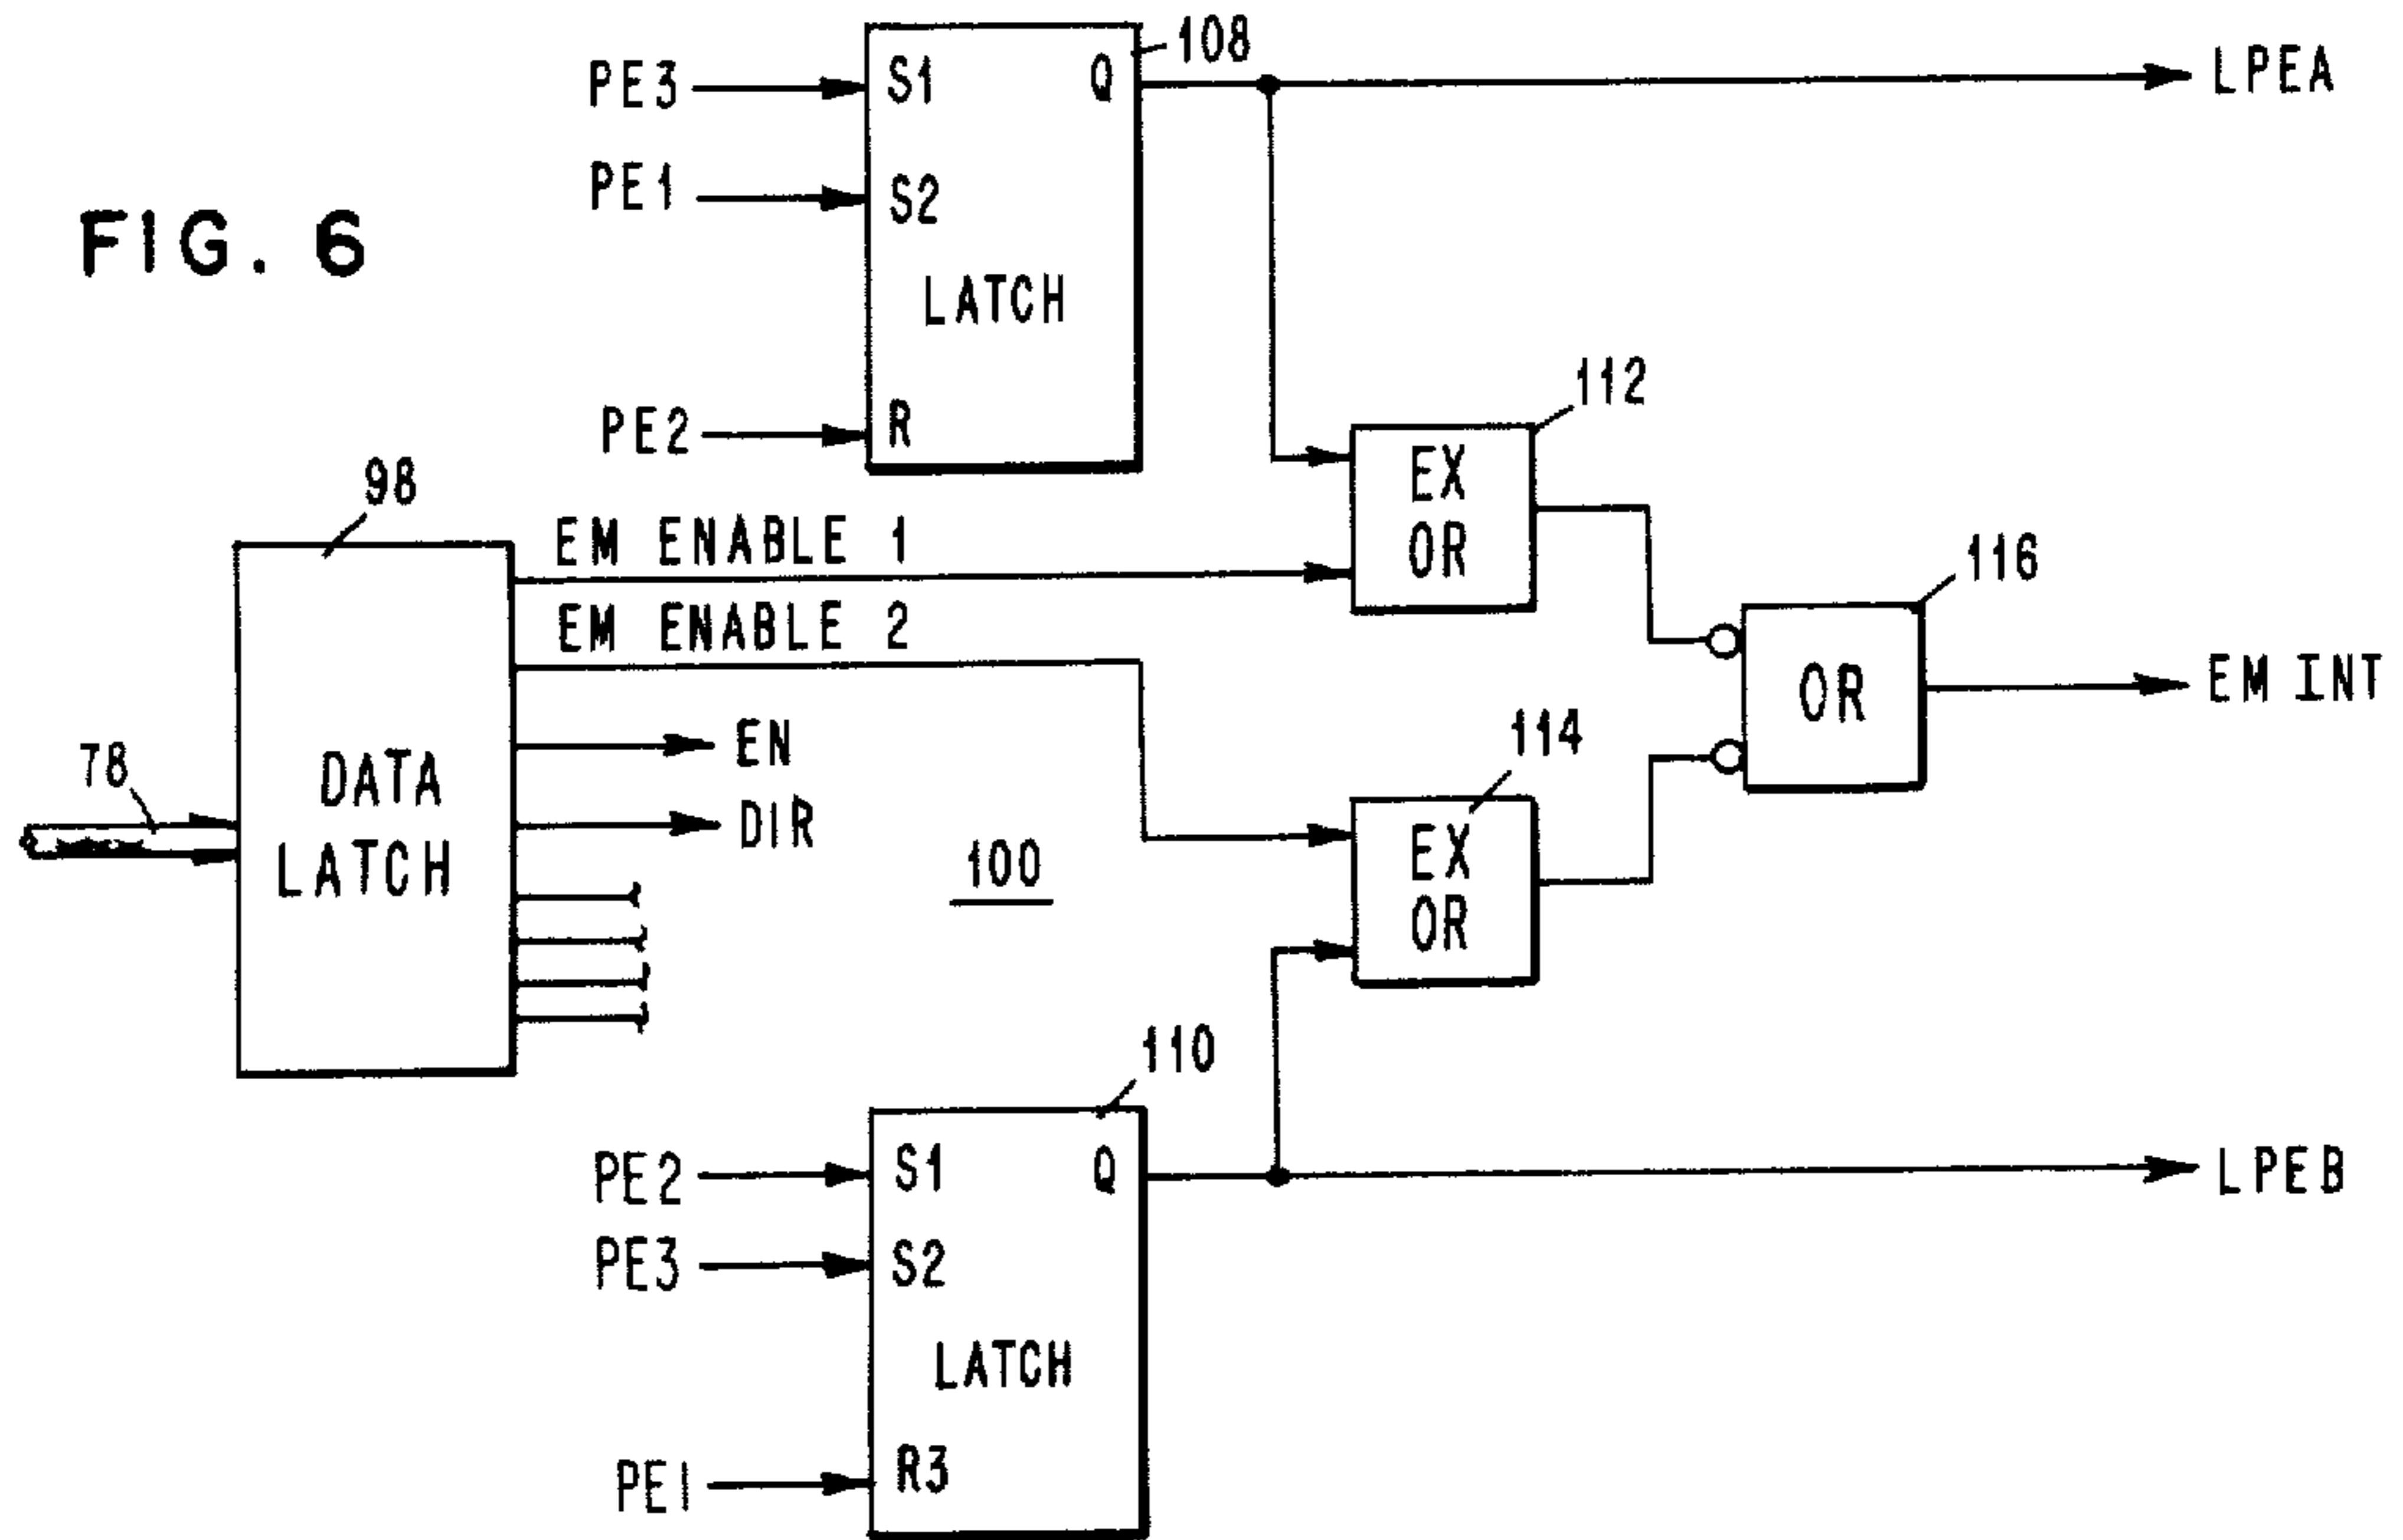 FIG. 6
PE3
S1
Q
108
LPEA
PE1
S2
LATCH
PE2
R
112
EX
OR
98
EM ENABLE 1
EM ENABLE 2
116
OR
EM INT
EN
DIR
78
DATA
LATCH
100
114
EX
OR
110
PE2
S1
Q
LPEB
PE3
S2
LATCH
PE1
R3